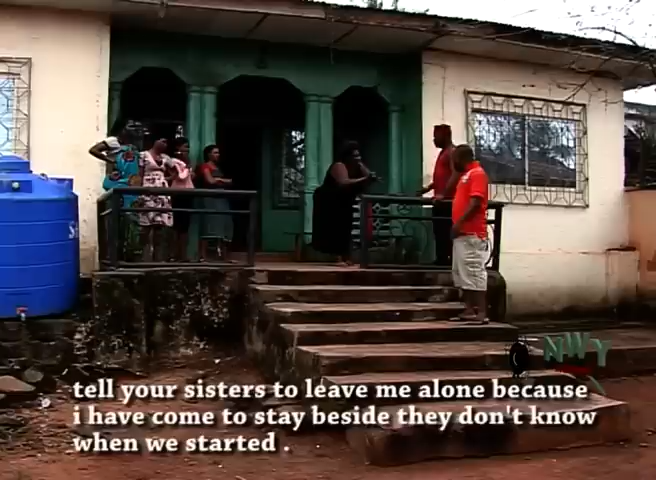 NWY
tell your sisters to leave me alone because
i have come to stay beside they don't know
when we started .